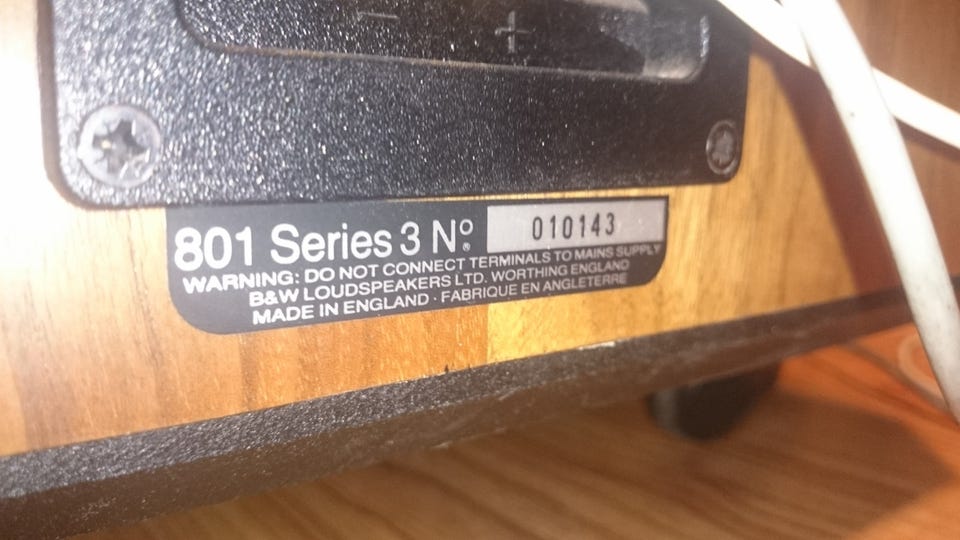 - +
801 Series 3 Nº. 010143
WARNING: DO NOT CONNECT TERMINALS TO MAINS SUPPLY
B&W LOUDSPEAKERS LTD. WORTHING ENGLAND
MADE IN ENGLAND · FABRIQUE EN ANGLETERRE